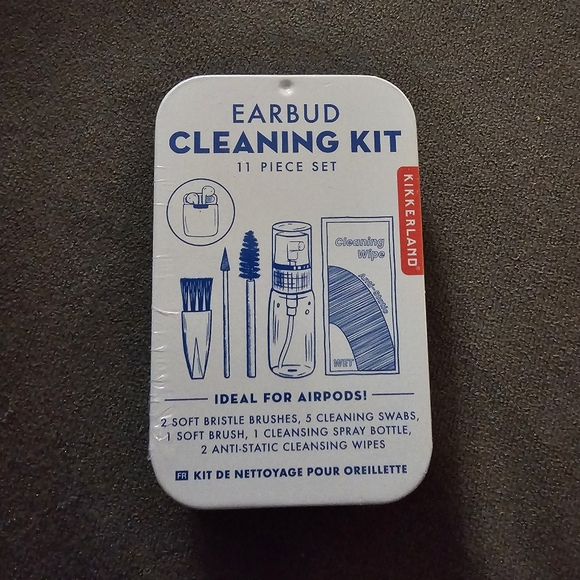 EARBUD
CLEANING KIT
11 PIECE SET
KIKKERLAND®
Cleaning
Wipe
Anti-Static
WET
IDEAL FOR AIRPODS!
2 SOFT BRISTLE BRUSHES, 5 CLEANING SWABS,
1 SOFT BRUSH, 1 CLEANSING SPRAY BOTTLE,
2 ANTI-STATIC CLEANSING WIPES
FR KIT DE NETTOYAGE POUR OREILLETTE